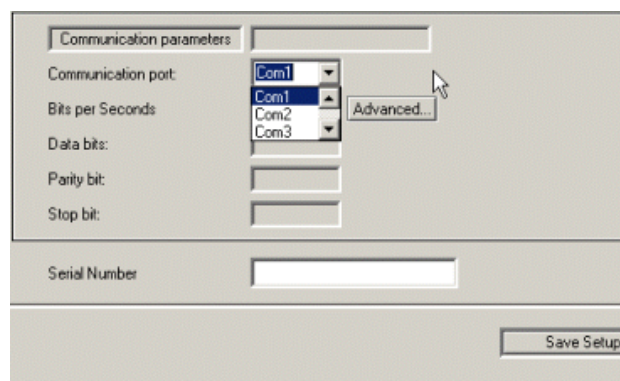 Communication parameters
Communication port: Com1
Com1
Bits per Seconds Com2 Advanced...
Com3
Data bits:
Parity bit:
Stop bit:
Serial Number
Save Setup